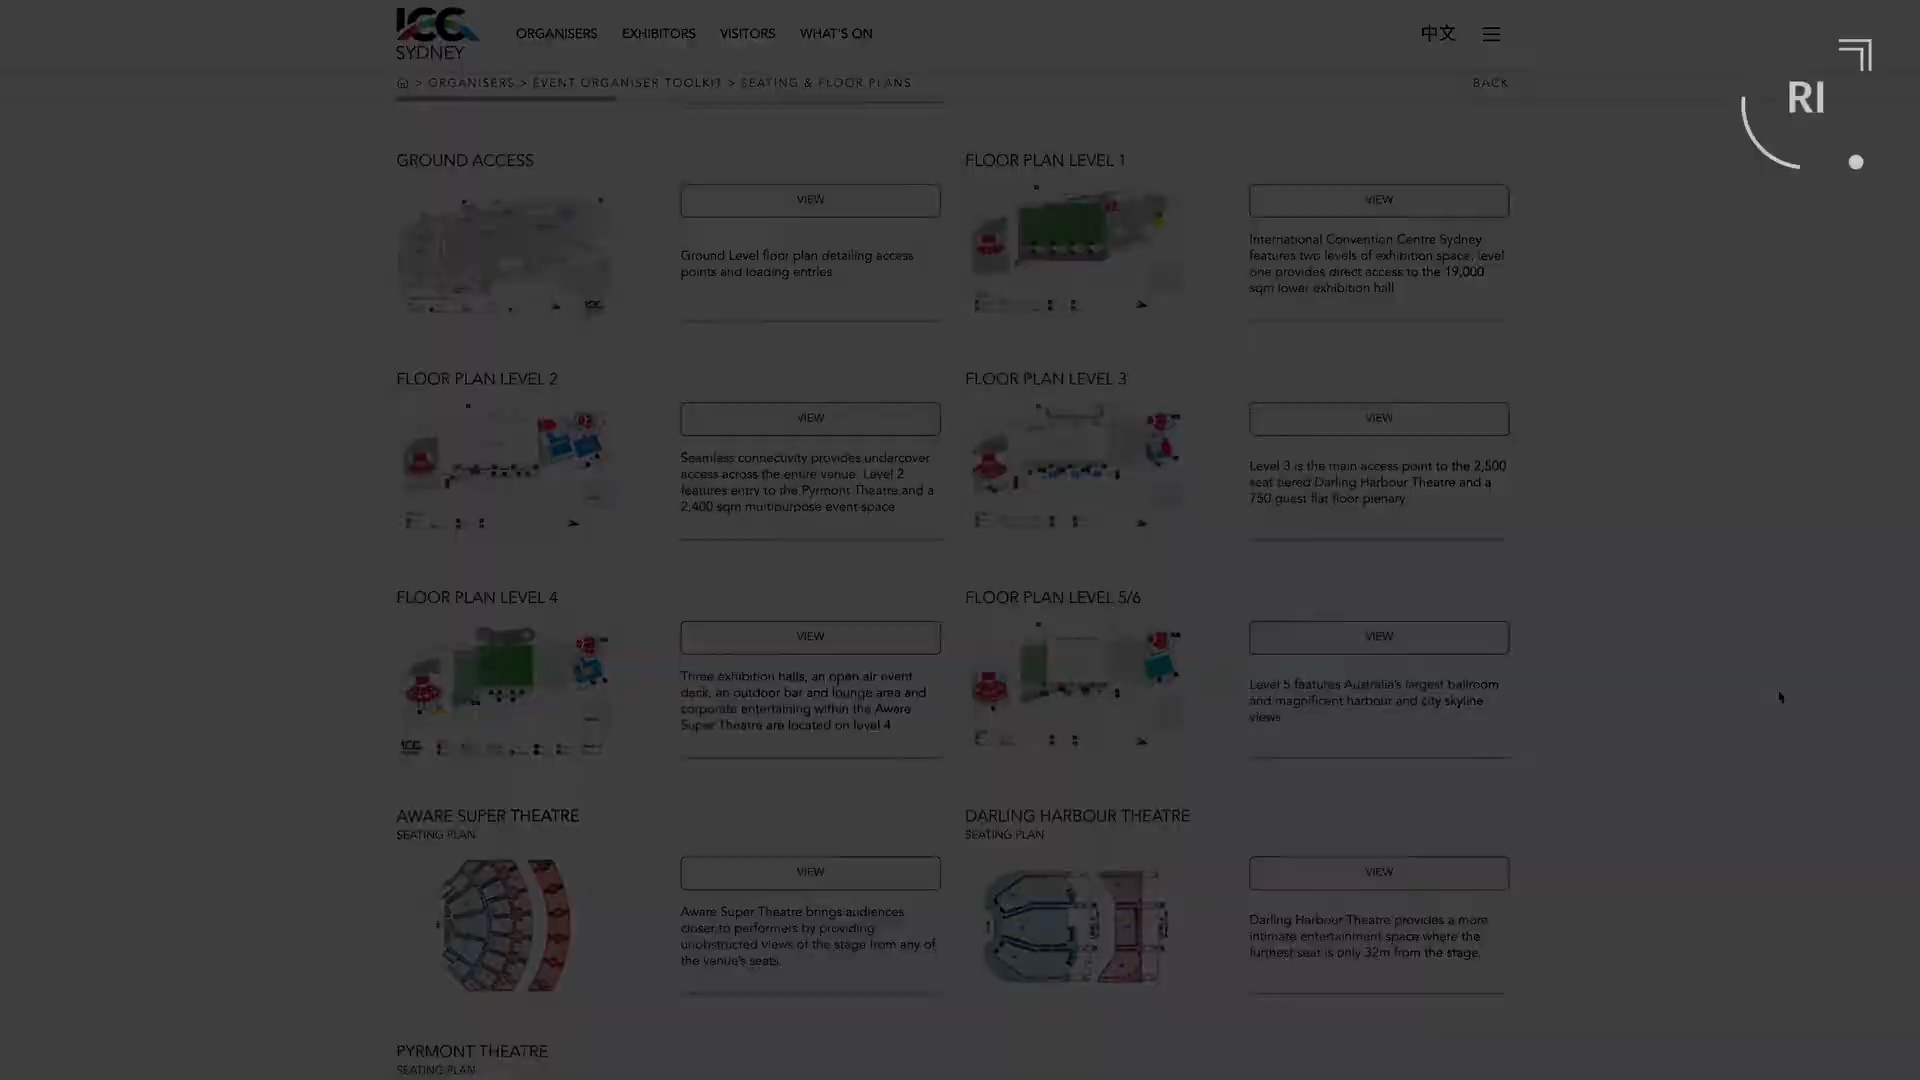 ICC
SYDNEY
ORGANISERS
EXHIBITORS
VISITORS
WHAT'S ON
中文
RI
> ORGANISERS > EVENT ORGANISER TOOLKIT > SEATING & FLOOR PLANS
BACK
GROUND ACCESS
VIEW
Ground Level floor plan detailing access
points and loading entries
FLOOR PLAN LEVEL 1
VIEW
International Convention Centre Sydney
features two levels of exhibition space, level
one provides direct access to the 19,000
sqm lower exhibition hall
FLOOR PLAN LEVEL 2
VIEW
Seamless connectivity provides undercover
access across the entire venue. Level 2
features entry to the Pyrmont Theatre and a
2,400 sqm multipurpose event space
FLOOR PLAN LEVEL 3
VIEW
Level 3 is the main access point to the 2,500
seat tiered Darling Harbour Theatre and a
750 guest flat floor plenary
FLOOR PLAN LEVEL 4
ICC
VIEW
Three exhibition halls, an open air event
deck, an outdoor bar and lounge area and
corporate entertaining within the Aware
Super Theatre are located on level 4
FLOOR PLAN LEVEL 5/6
VIEW
Level 5 features Australia's largest ballroom
and magnificent harbour and city skyline
views
AWARE SUPER THEATRE
SEATING PLAN
VIEW
Aware Super Theatre brings audiences
closer to performers by providing
unobstructed views of the stage from any of
the venue's seats.
DARLING HARBOUR THEATRE
SEATING PLAN
VIEW
Darling Harbour Theatre provides a more
intimate entertainment space where the
furthest seat is only 32m from the stage.
PYRMONT THEATRE
SEATING PLAN